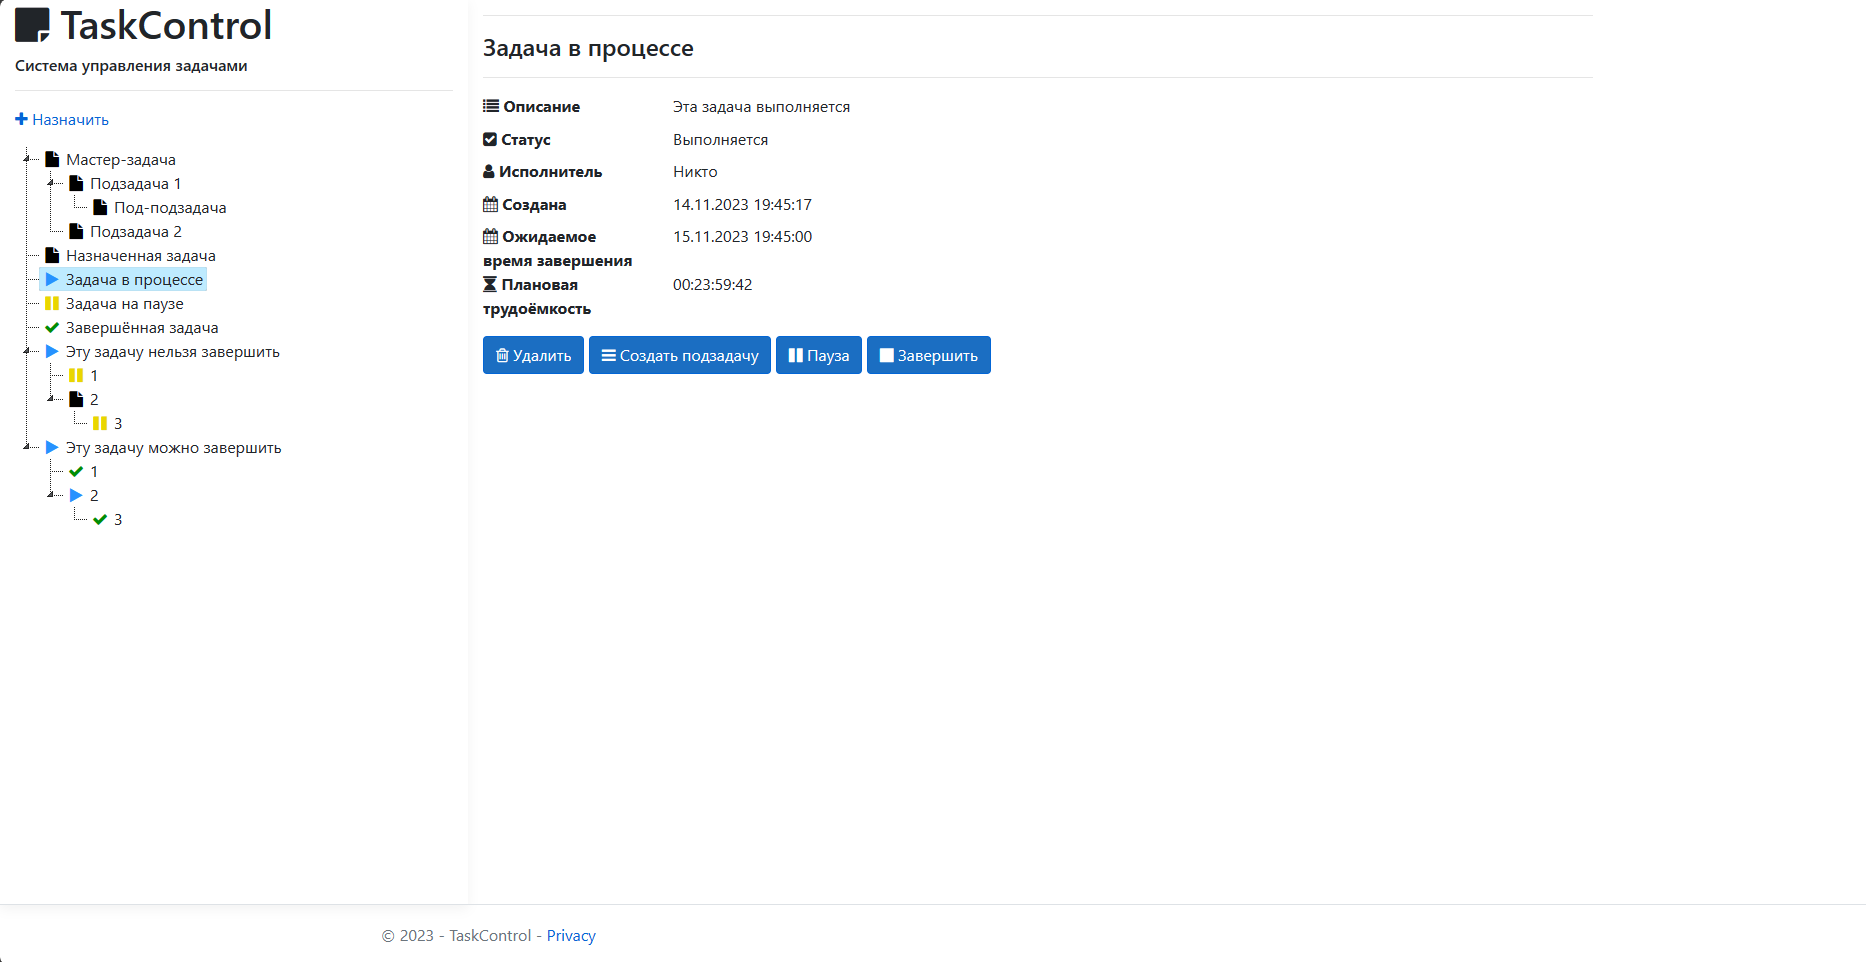 TaskControl
Система управления задачами
Назначить
Мастер-задача
Подзадача 1
Под-подзадача
Подзадача 2
Назначенная задача
Задача в процессе
Задача на паузе
Завершённая задача
Эту задачу нельзя завершить
1
2
3
Эту задачу можно завершить
1
2
3
Задача в процессе
Описание Эта задача выполняется
Статус Выполняется
Исполнитель Никто
Создана 14.11.2023 19:45:17
Ожидаемое 15.11.2023 19:45:00
время завершения
Плановая 00:23:59:42
трудоёмкость
Удалить Создать подзадачу Пауза Завершить
© 2023 - TaskControl - Privacy